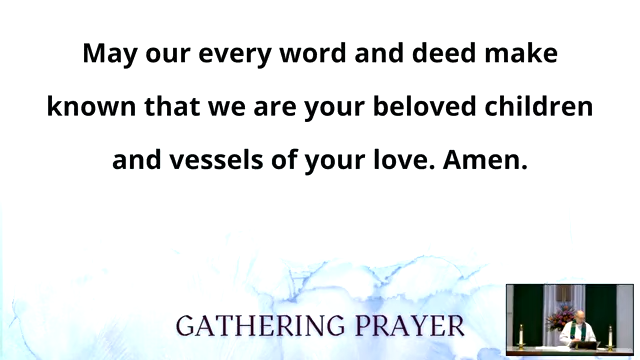 May our every word and deed make
known that we are your beloved children
and vessels of your love. Amen.
GATHERING PRAYER